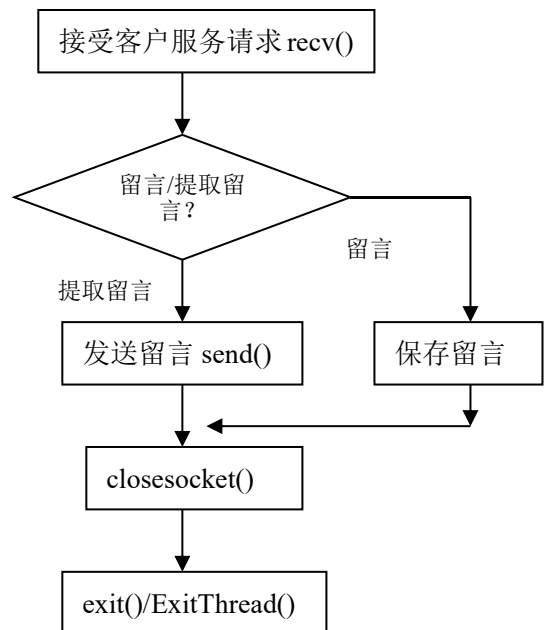 接受客户服务请求 recv()
留言/提取留
言？
留言
提取留言
发送留言 send()
保存留言
closesocket()
exit()/ExitThread()